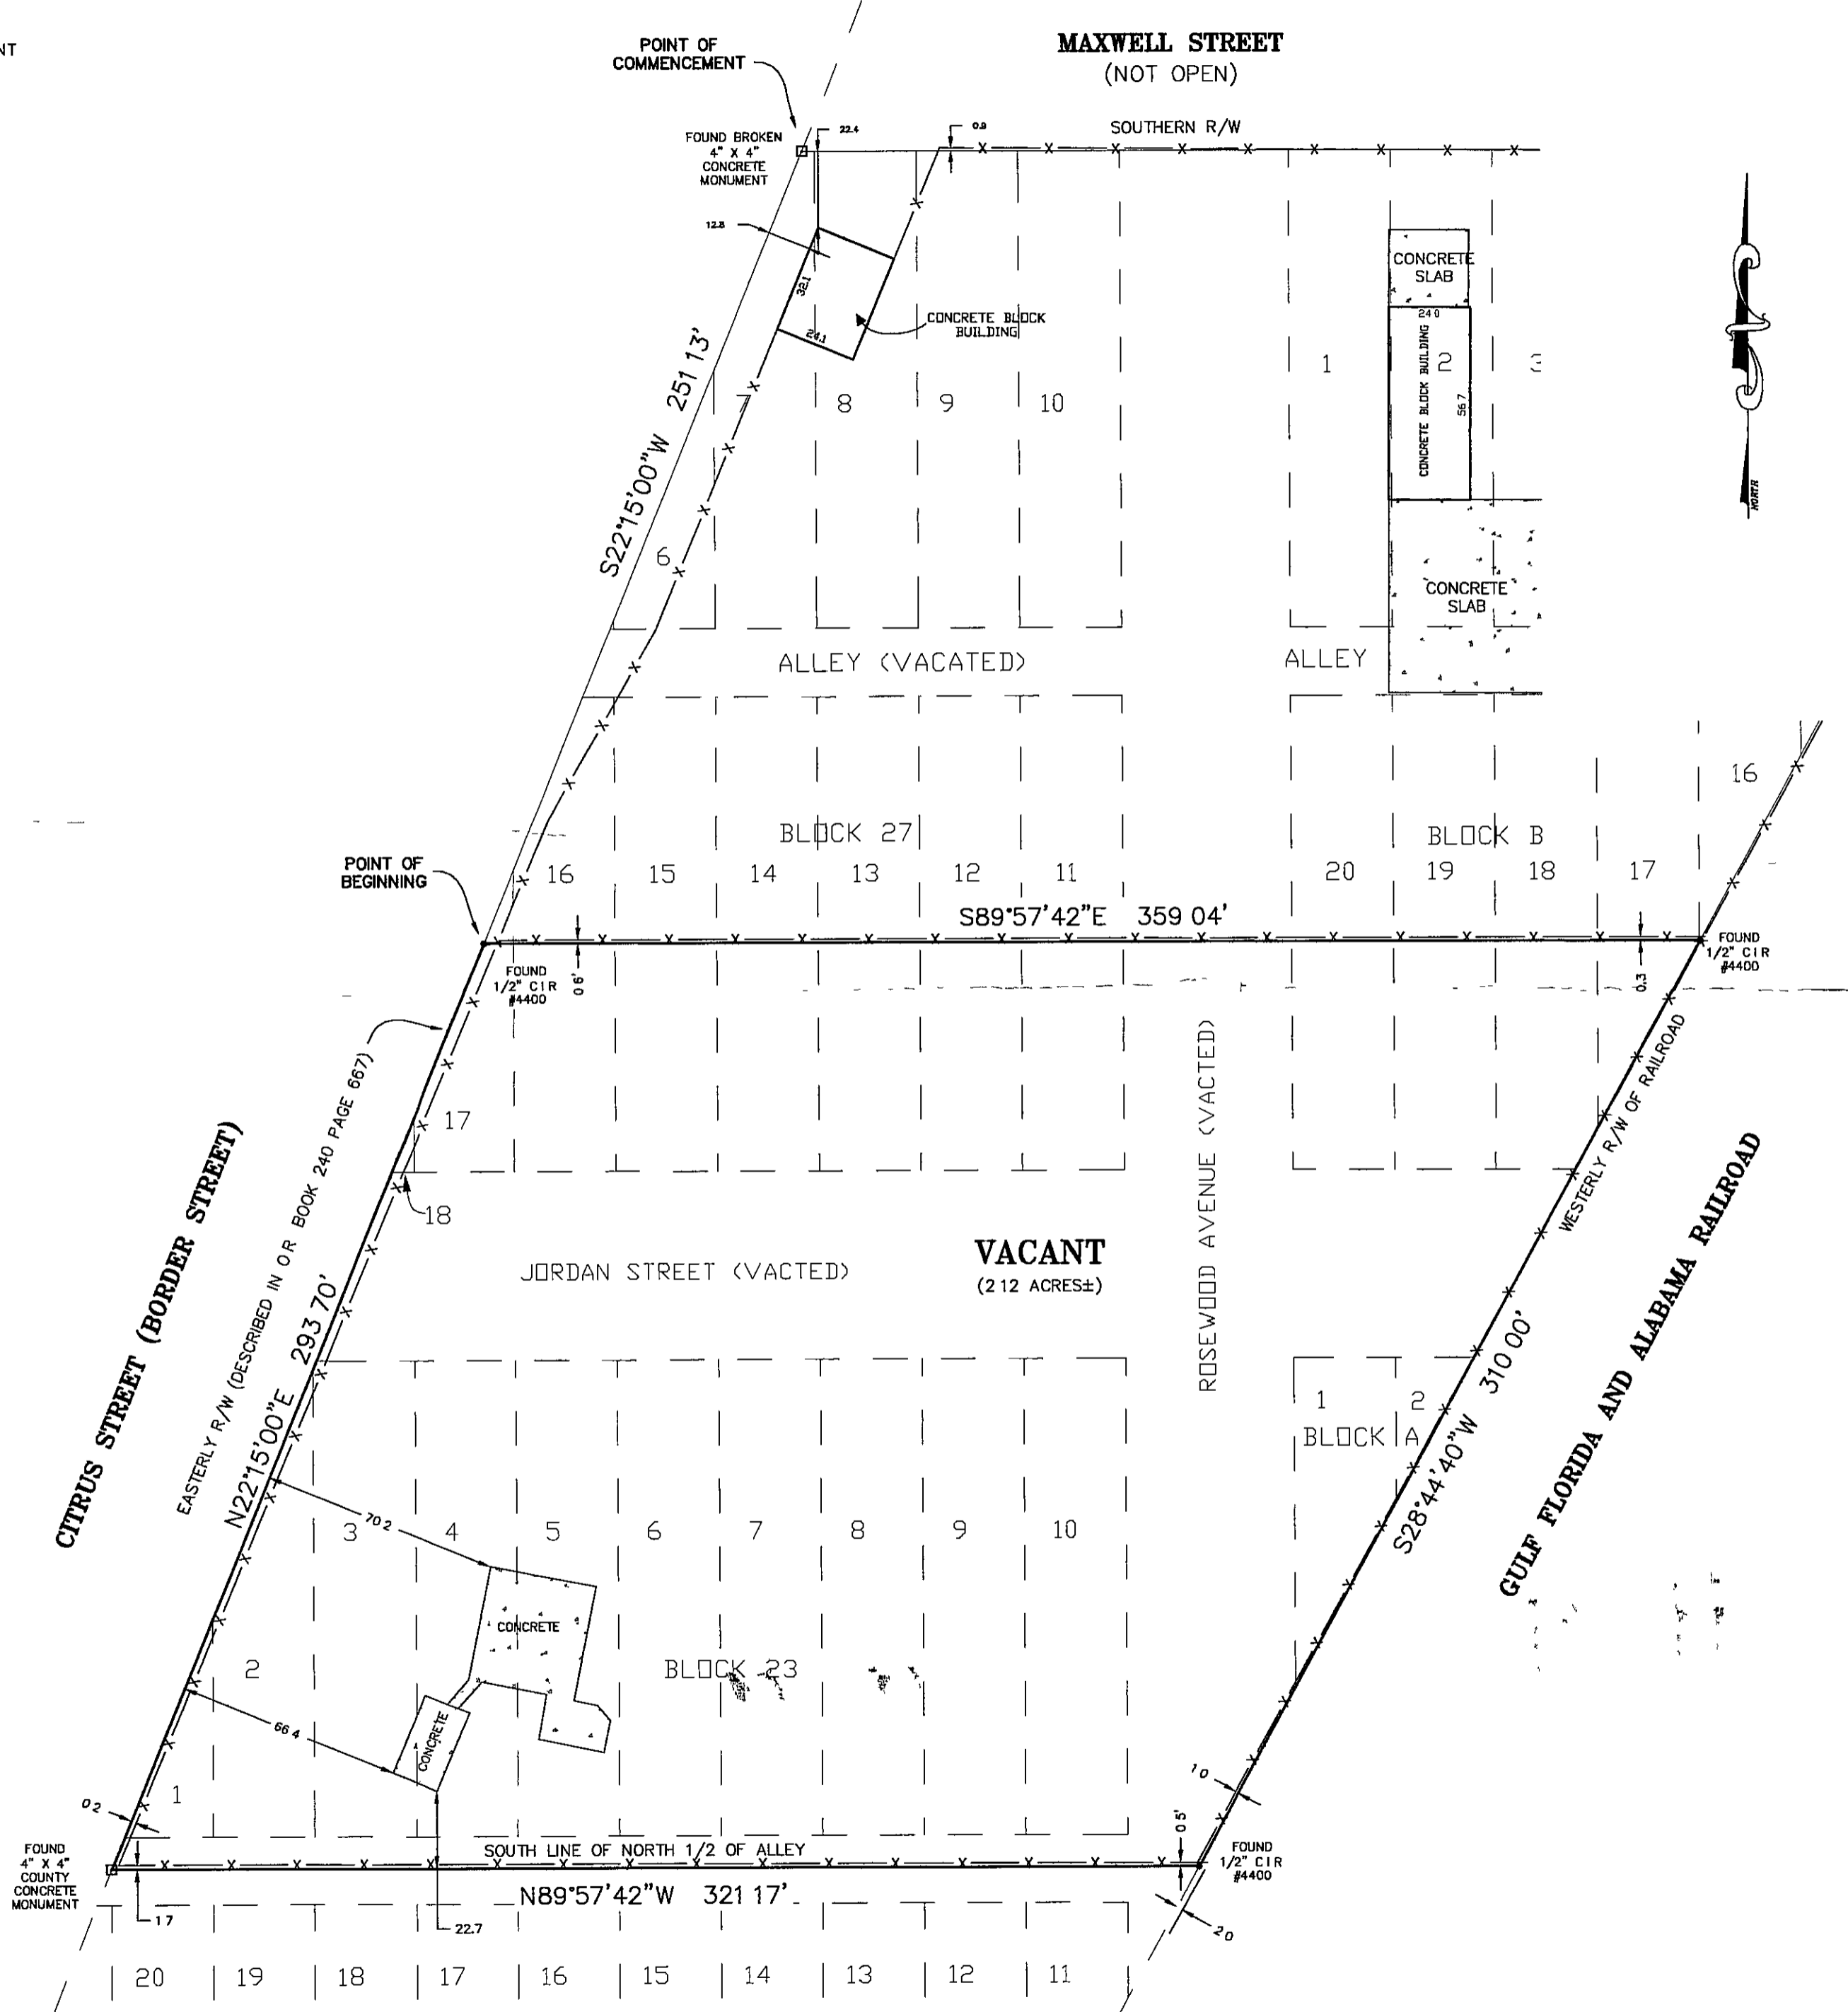 NT
POINT OF
COMMENCEMENT
MAXWELL STREET
(NOT OPEN)
FOUND BROKEN
4" X 4"
CONCRETE
MONUMENT
22.4
0.9
SOUTHERN R/W
12.8
32.1
24.1
CONCRETE BLOCK
BUILDING
CONCRETE
SLAB
24 0
CONCRETE BLOCK BUILDING
56 7
1
2
3
NORTH
S22°15'00"W 251 13'
7
8
9
10
6
CONCRETE
SLAB
ALLEY (VACATED)
ALLEY
16
BLOCK 27
BLOCK B
POINT OF
BEGINNING
16
15
14
13
12
11
20
19
18
17
S89°57'42"E 359 04'
FOUND
1/2" CIR
#4400
0 6'
FOUND
1/2" CIR
#4400
0.3
EASTERLY R/W (DESCRIBED IN OR BOOK 240 PAGE 667)
17
18
CITRUS STREET (BORDER STREET)
N22°15'00"E 293 70'
JORDAN STREET (VACTED)
VACANT
(2 12 ACRES±)
ROSEWOOD AVENUE (VACTED)
WESTERLY R/W OF RAILROAD
GULF FLORIDA AND ALABAMA RAILROAD
S28°44'40"W 310 00'
1
2
BLOCK A
3
4
5
6
7
8
9
10
70 2
CONCRETE
2
BLOCK 23
CONCRETE
66 4
1
0 2
1 0
0 5'
FOUND
4" X 4"
COUNTY
CONCRETE
MONUMENT
SOUTH LINE OF NORTH 1/2 OF ALLEY
FOUND
1/2" CIR
#4400
N89°57'42"W 321 17'
1 7
22.7
2 0
20
19
18
17
16
15
14
13
12
11